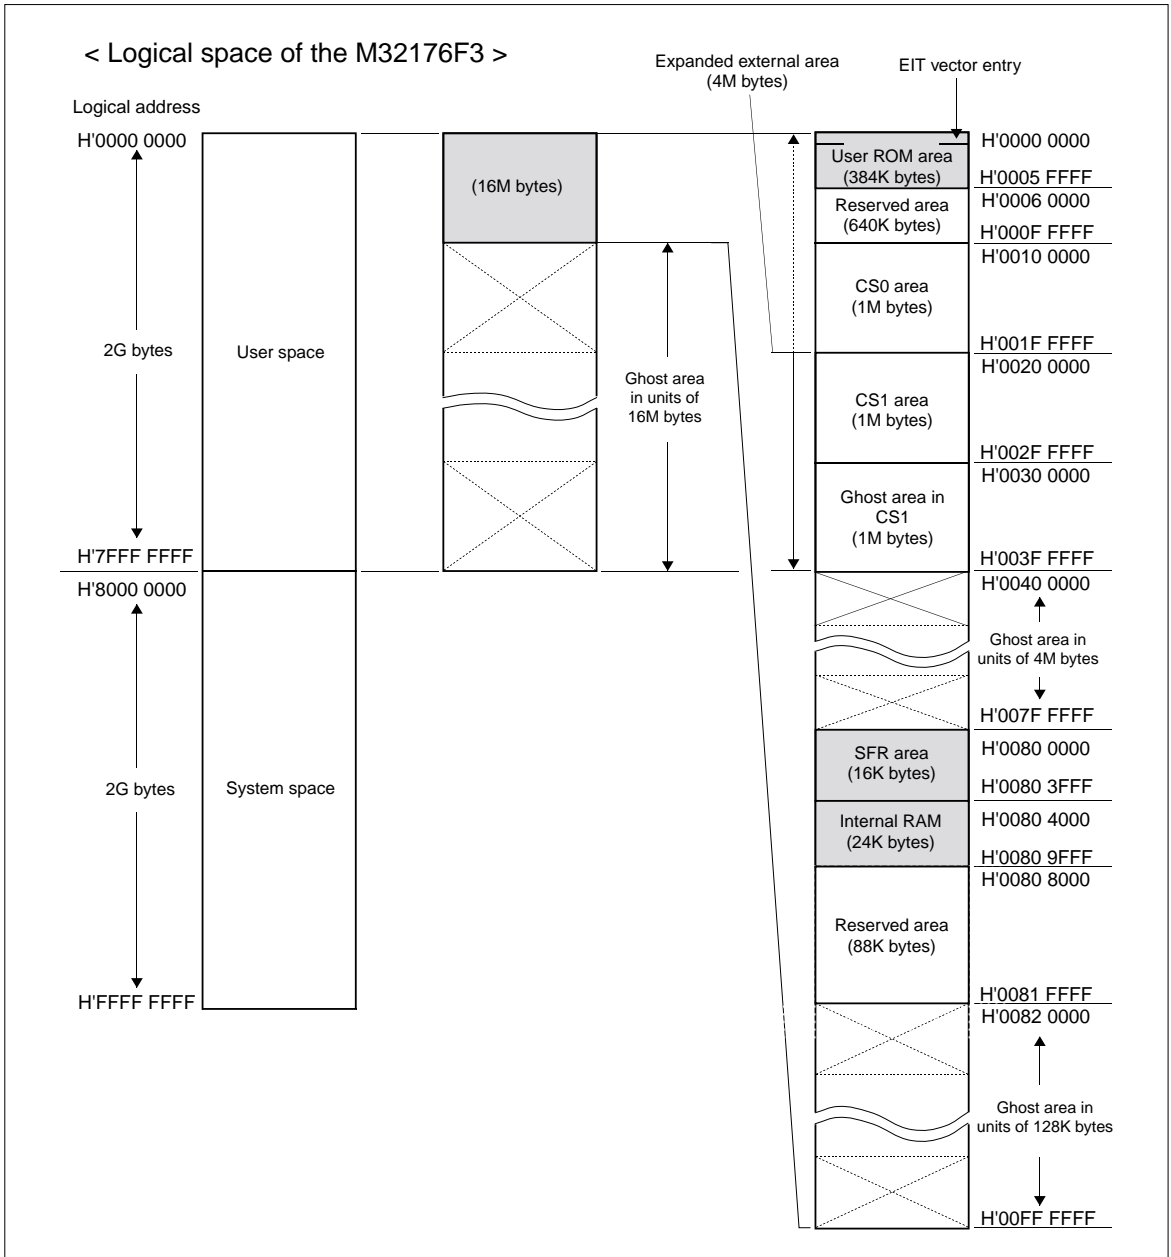 < Logical space of the M32176F3 >
Expanded external area
(4M bytes)
EIT vector entry
Logical address
H'0000 0000
2G bytes
H'7FFF FFFF
H'8000 0000
2G bytes
H'FFFF FFFF
User space
System space
(16M bytes)
Ghost area
in units of
16M bytes
User ROM area
(384K bytes)
Reserved area
(640K bytes)
CS0 area
(1M bytes)
CS1 area
(1M bytes)
Ghost area in
CS1
(1M bytes)
SFR area
(16K bytes)
Internal RAM
(24K bytes)
Reserved area
(88K bytes)
H'0000 0000
H'0005 FFFF
H'0006 0000
H'000F FFFF
H'0010 0000
H'001F FFFF
H'0020 0000
H'002F FFFF
H'0030 0000
H'003F FFFF
H'0040 0000
Ghost area in
units of 4M bytes
H'007F FFFF
H'0080 0000
H'0080 3FFF
H'0080 4000
H'0080 9FFF
H'0080 8000
H'0081 FFFF
H'0082 0000
Ghost area in
units of 128K bytes
H'00FF FFFF